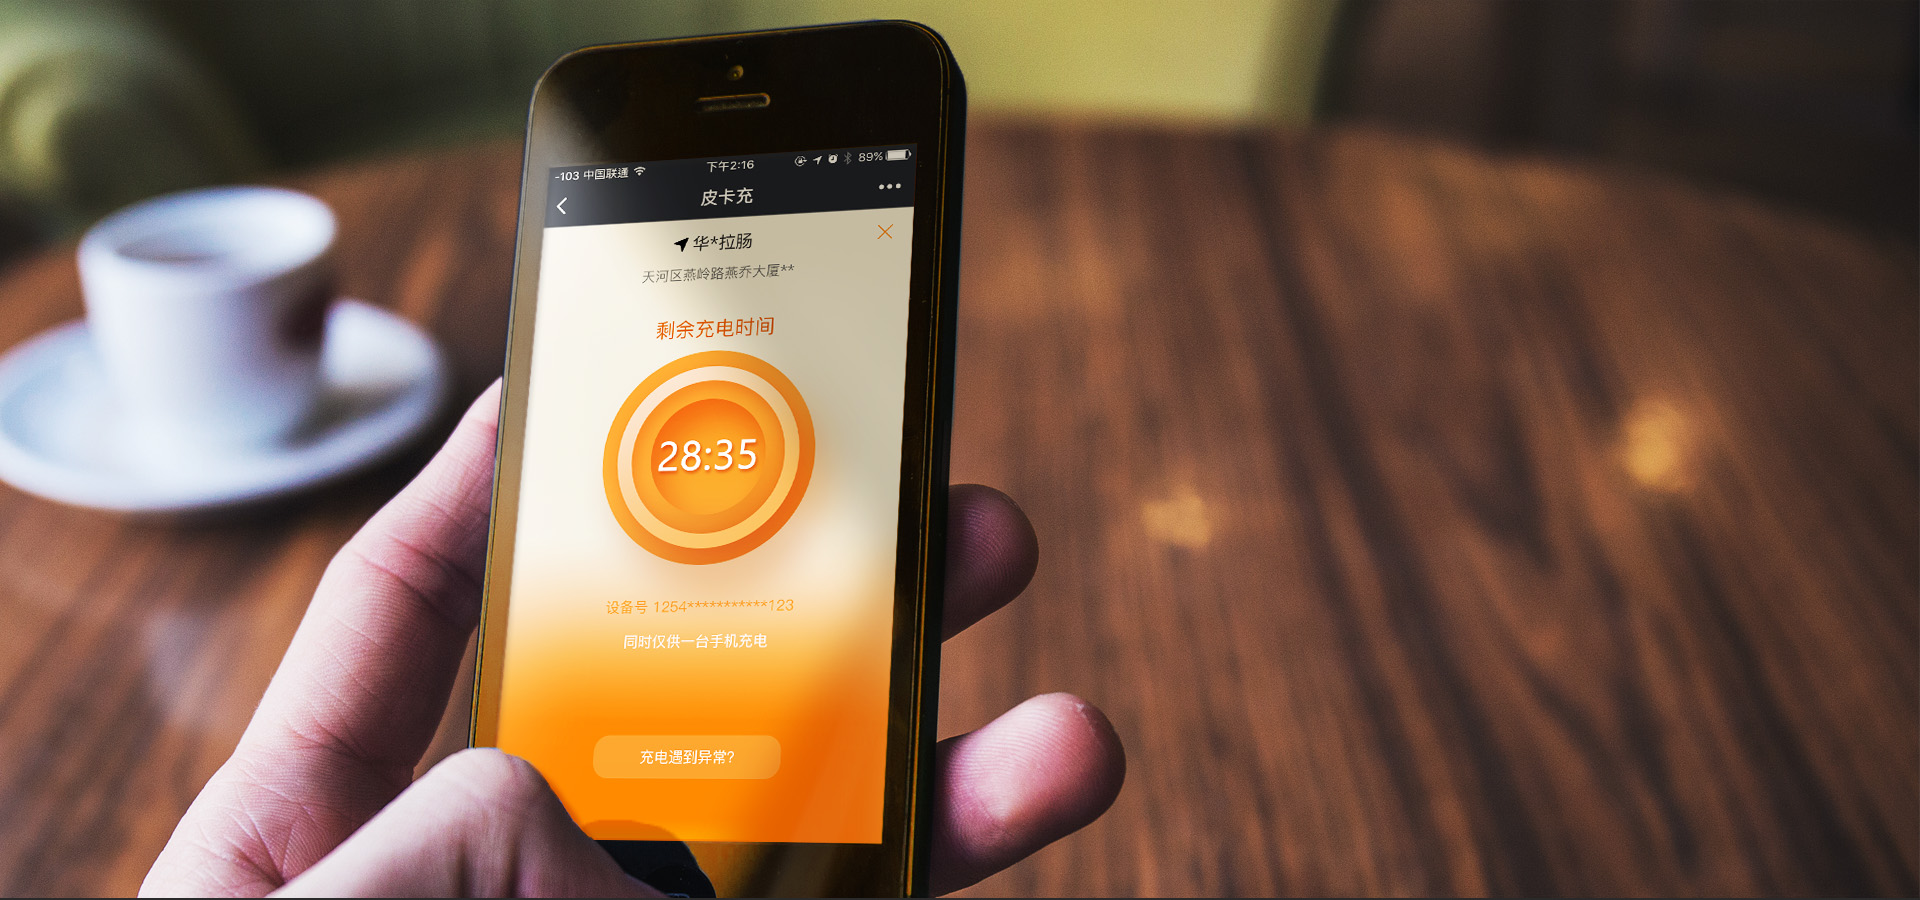 -103 中国联通 下午2:16 89%
皮卡充
华*拉肠
天河区燕岭路燕乔大厦**
剩余充电时间
28:35
设备号 1254***********123
同时仅供一台手机充电
充电遇到异常?